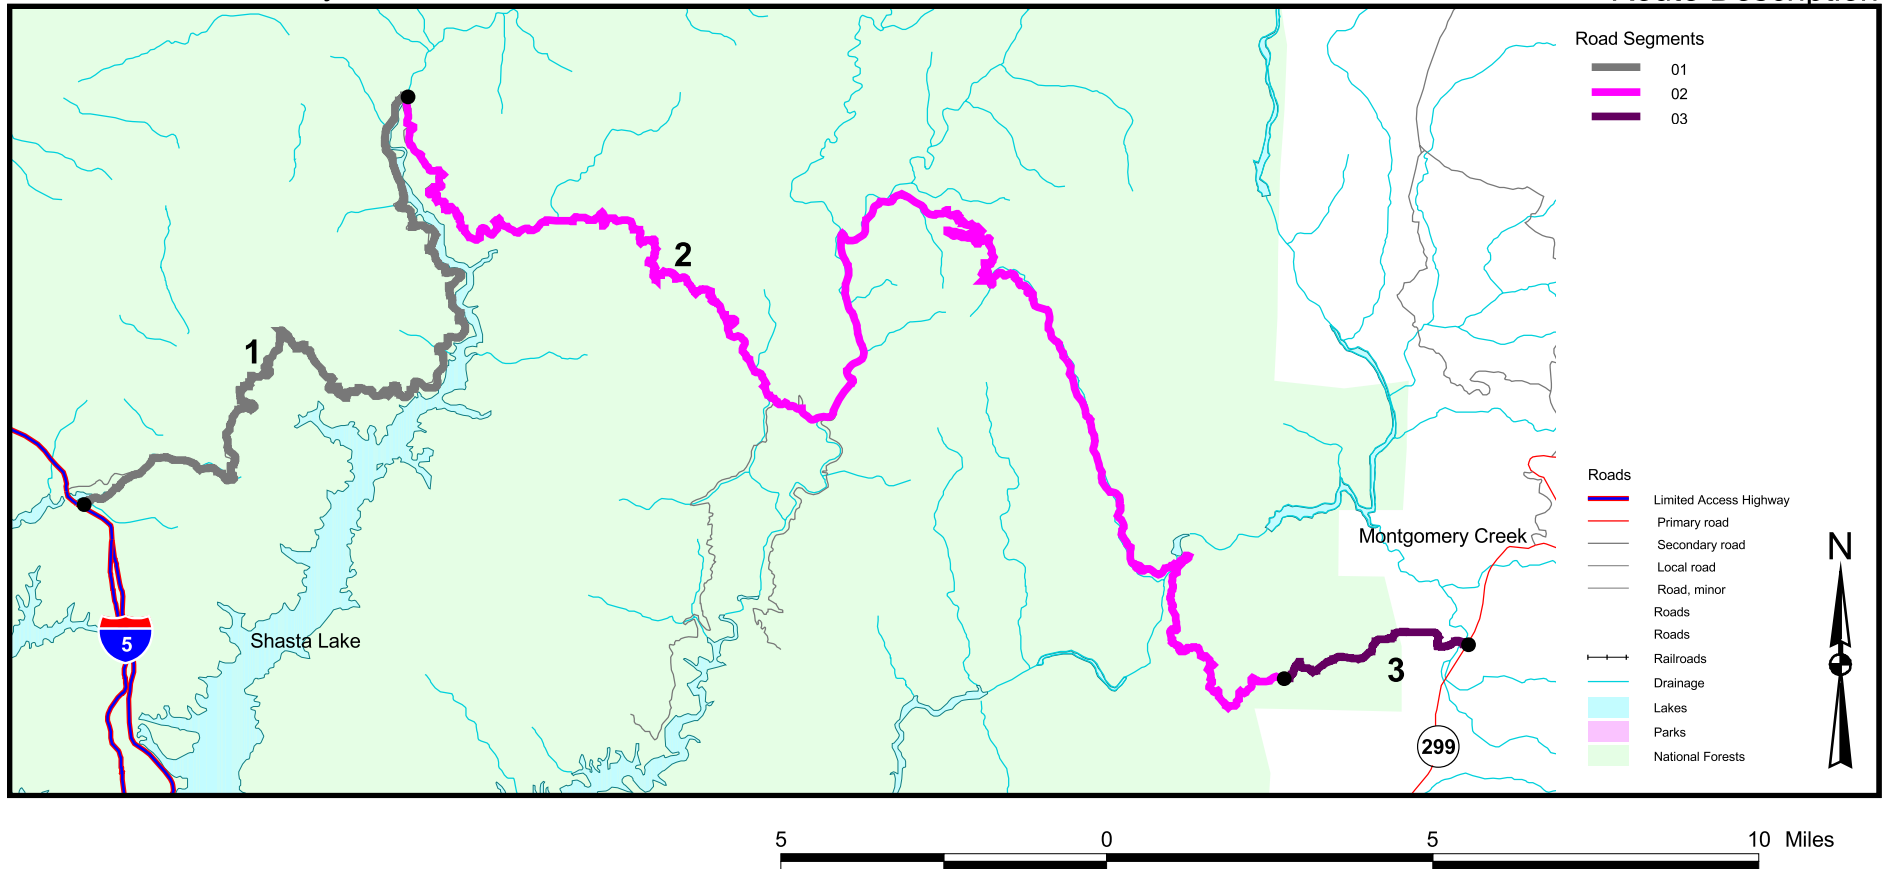 Road Segments
01
02
03
2
1
Montgomery Creek
Shasta Lake
5
3
299
Roads
Limited Access Highway
Primary road
Secondary road
Local road
Road, minor
Roads
Roads
Railroads
Drainage
Lakes
Parks
National Forests
N
5 0 5 10 Miles